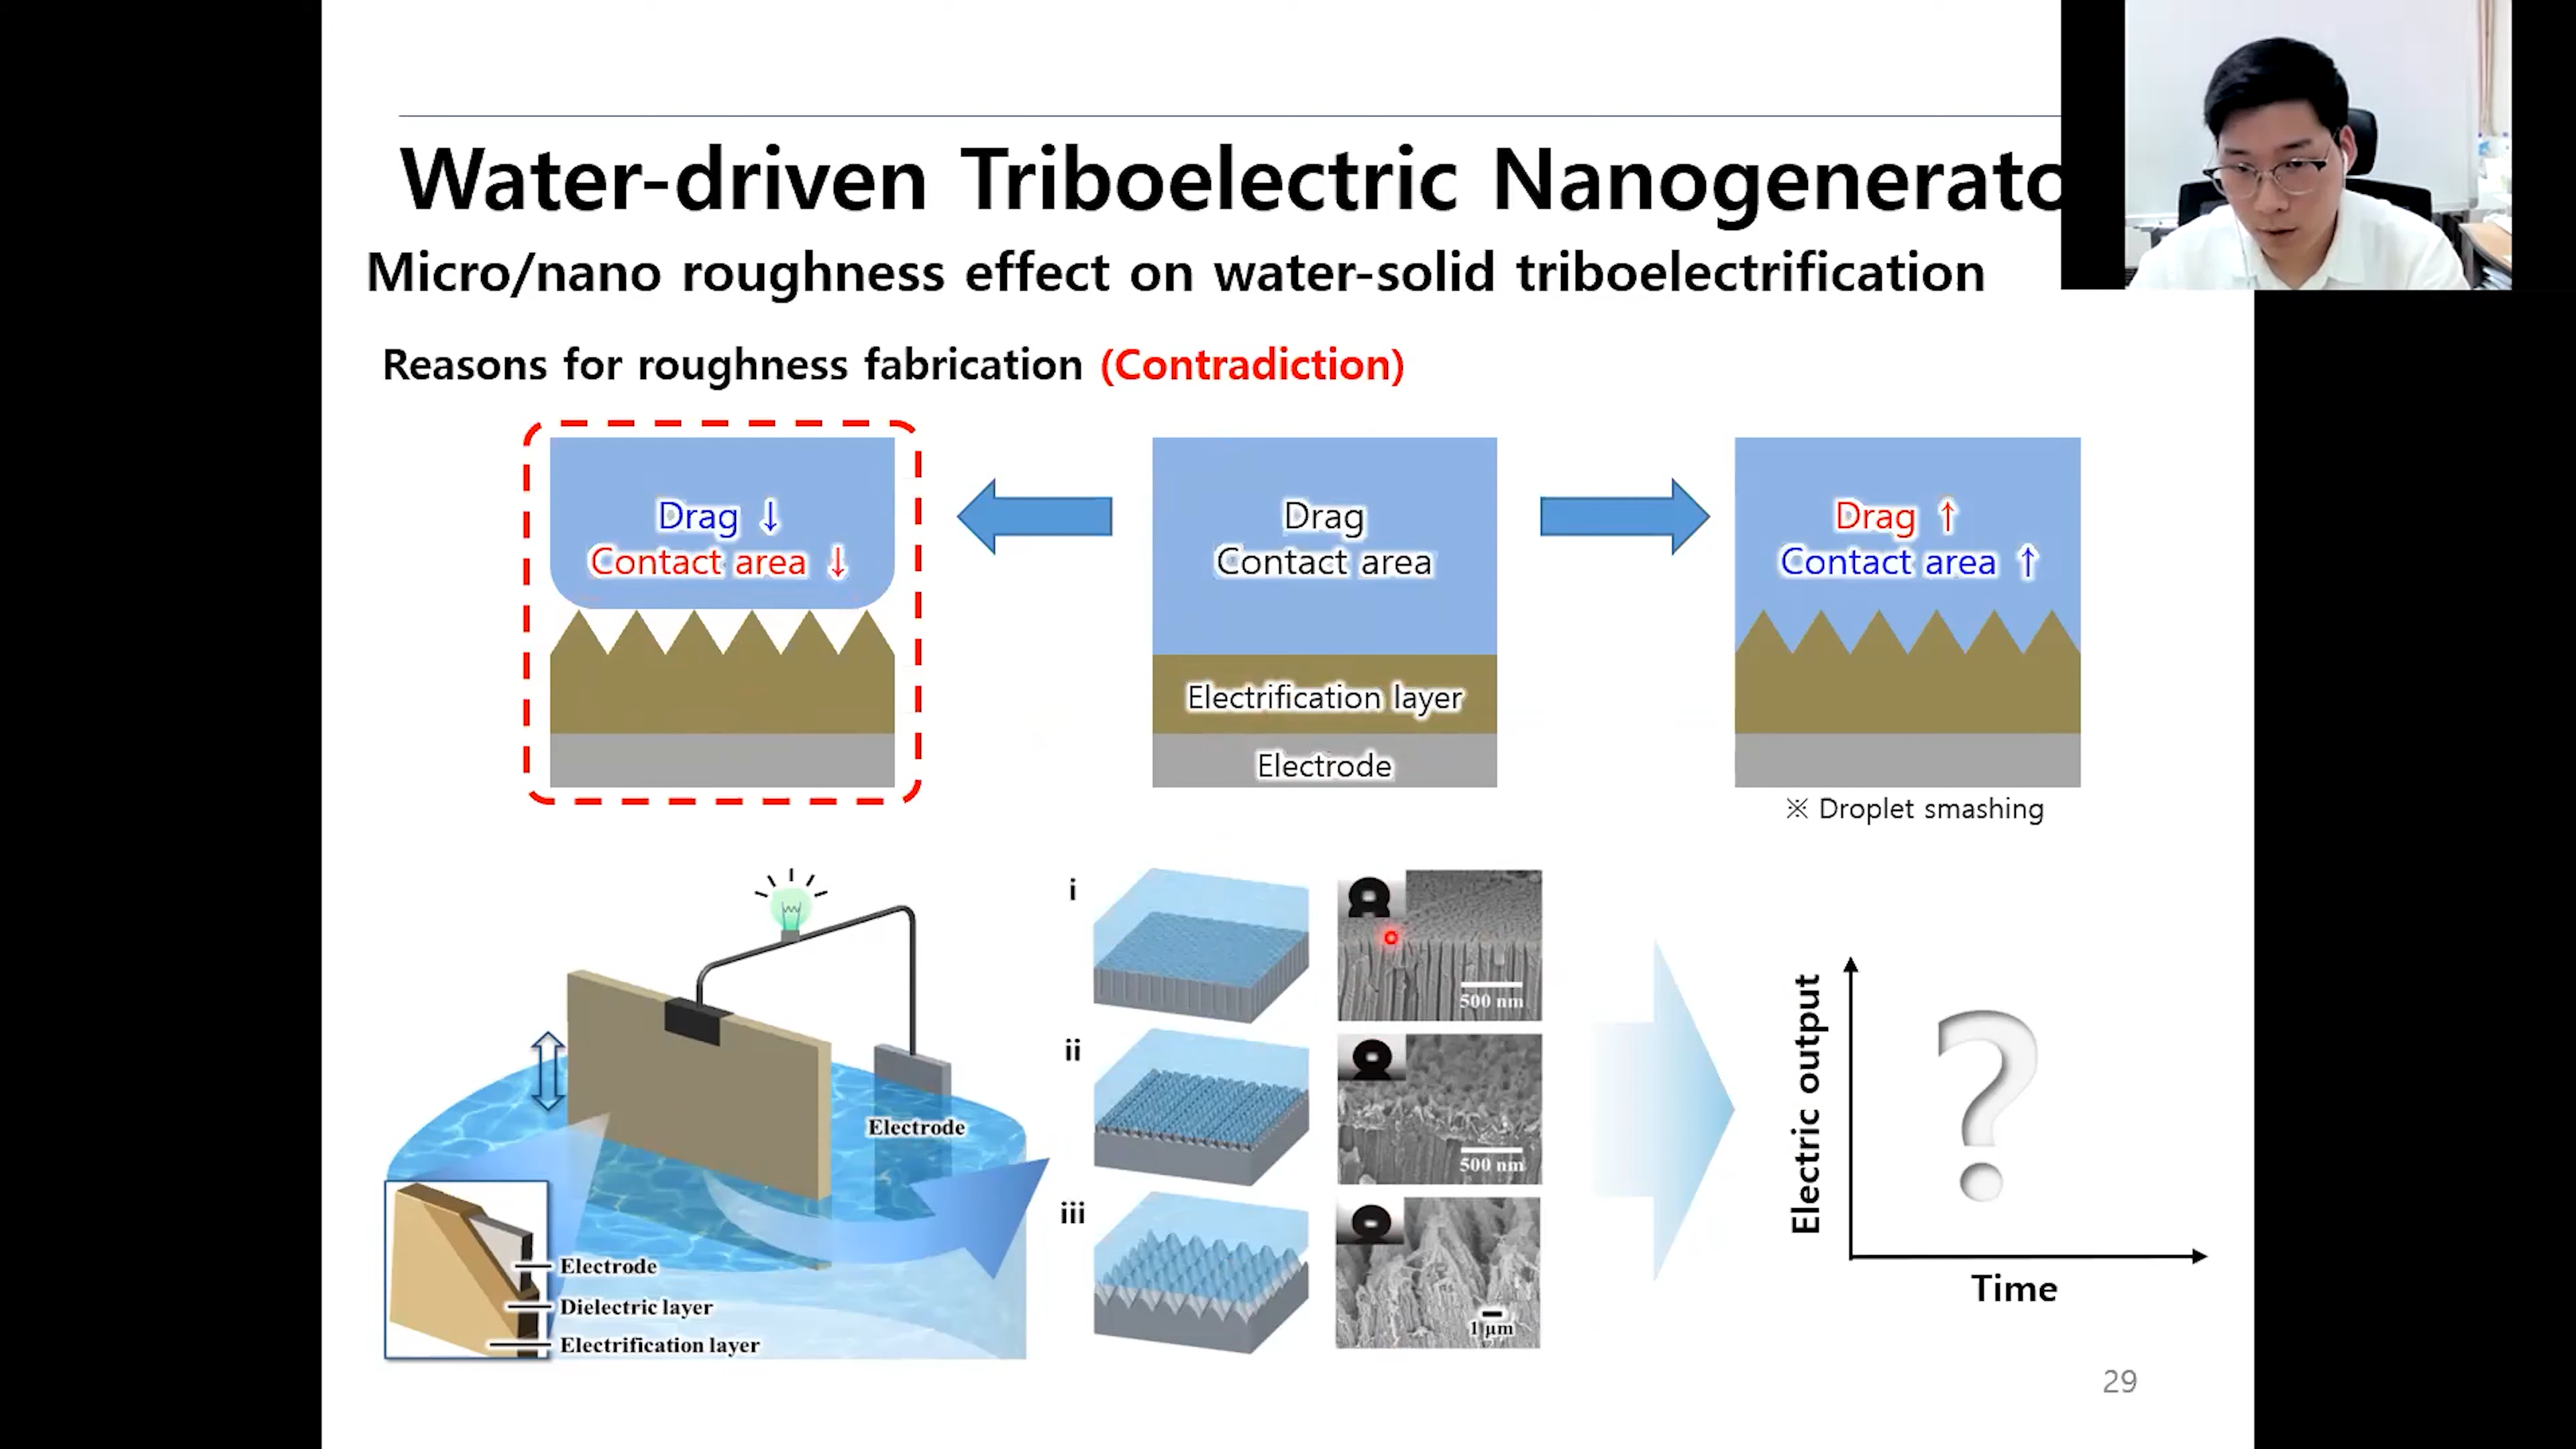 Water-driven Triboelectric Nanogenerato
Micro/nano roughness effect on water-solid triboelectrification
Reasons for roughness fabrication (Contradiction)
Drag ↓
Contact area ↓
Drag
Contact area
Electrification layer
Electrode
Drag ↑
Contact area ↑
※ Droplet smashing
Electrode
Electrode
Dielectric layer
Electrification layer
i
500 nm
ii
500 nm
iii
1 μm
Electric output
?
Time
29